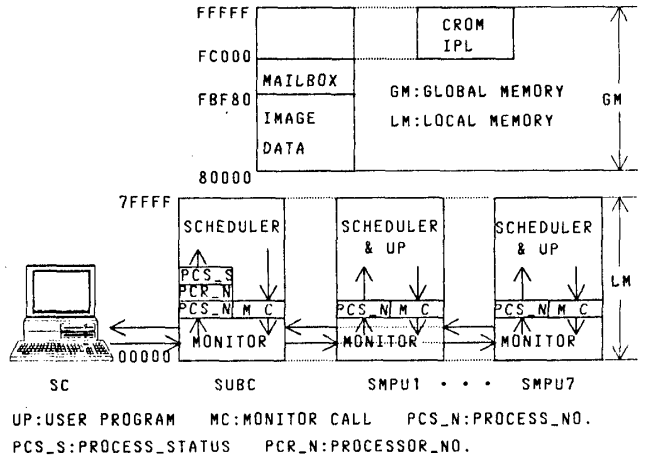 FFFFF
CROM
IPL
FC000
MAILBOX
FBF80
IMAGE
DATA
GM:GLOBAL MEMORY
LM:LOCAL MEMORY
GM
80000
7FFFF
SCHEDULER
SCHEDULER
& UP
SCHEDULER
& UP
PCS_S
PCR_N
PCS_N M C
PCS_N M C
PCS_N M C
LM
MONITOR
MONITOR
MONITOR
00000
SC SUBC SMPU1 • • • SMPU7
UP:USER PROGRAM MC:MONITOR CALL PCS_N:PROCESS_NO.
PCS_S:PROCESS_STATUS PCR_N:PROCESSOR_NO.